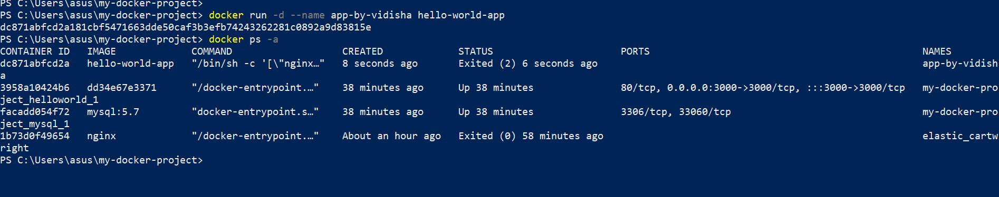 PS C:\Users\asus\my-docker-project>
PS C:\Users\asus\my-docker-project> docker run -d --name app-by-vidisha hello-world-app
dc871abfcd2a181cbf5471663dde50caf3b3efb74243262281c0892a9d83815e
PS C:\Users\asus\my-docker-project> docker ps -a
CONTAINER ID   IMAGE             COMMAND                  CREATED             STATUS                      PORTS                                               NAMES
dc871abfcd2a   hello-world-app   "/bin/sh -c '[\"nginx…"   8 seconds ago       Exited (2) 6 seconds ago                                                        app-by-vidish
a
3958a10424b6   dd34e67e3371      "/docker-entrypoint.…"   38 minutes ago      Up 38 minutes               80/tcp, 0.0.0.0:3000->3000/tcp, :::3000->3000/tcp   my-docker-pro
ject_helloworld_1
facadd054f72   mysql:5.7         "docker-entrypoint.s…"   38 minutes ago      Up 38 minutes               3306/tcp, 33060/tcp                                 my-docker-pro
ject_mysql_1
1b73d0f49654   nginx             "/docker-entrypoint.…"   About an hour ago   Exited (0) 58 minutes ago                                                       elastic_cartw
right
PS C:\Users\asus\my-docker-project>